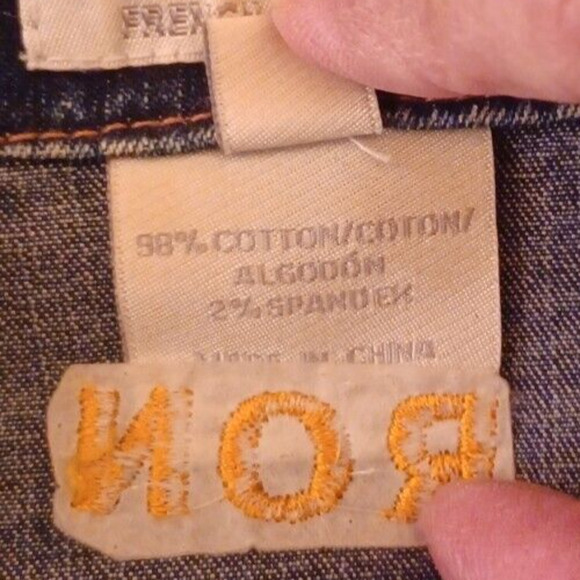 98% COTTON/COTON/
ALGODÓN
2% SPANDEX
MADE IN CHINA
RON